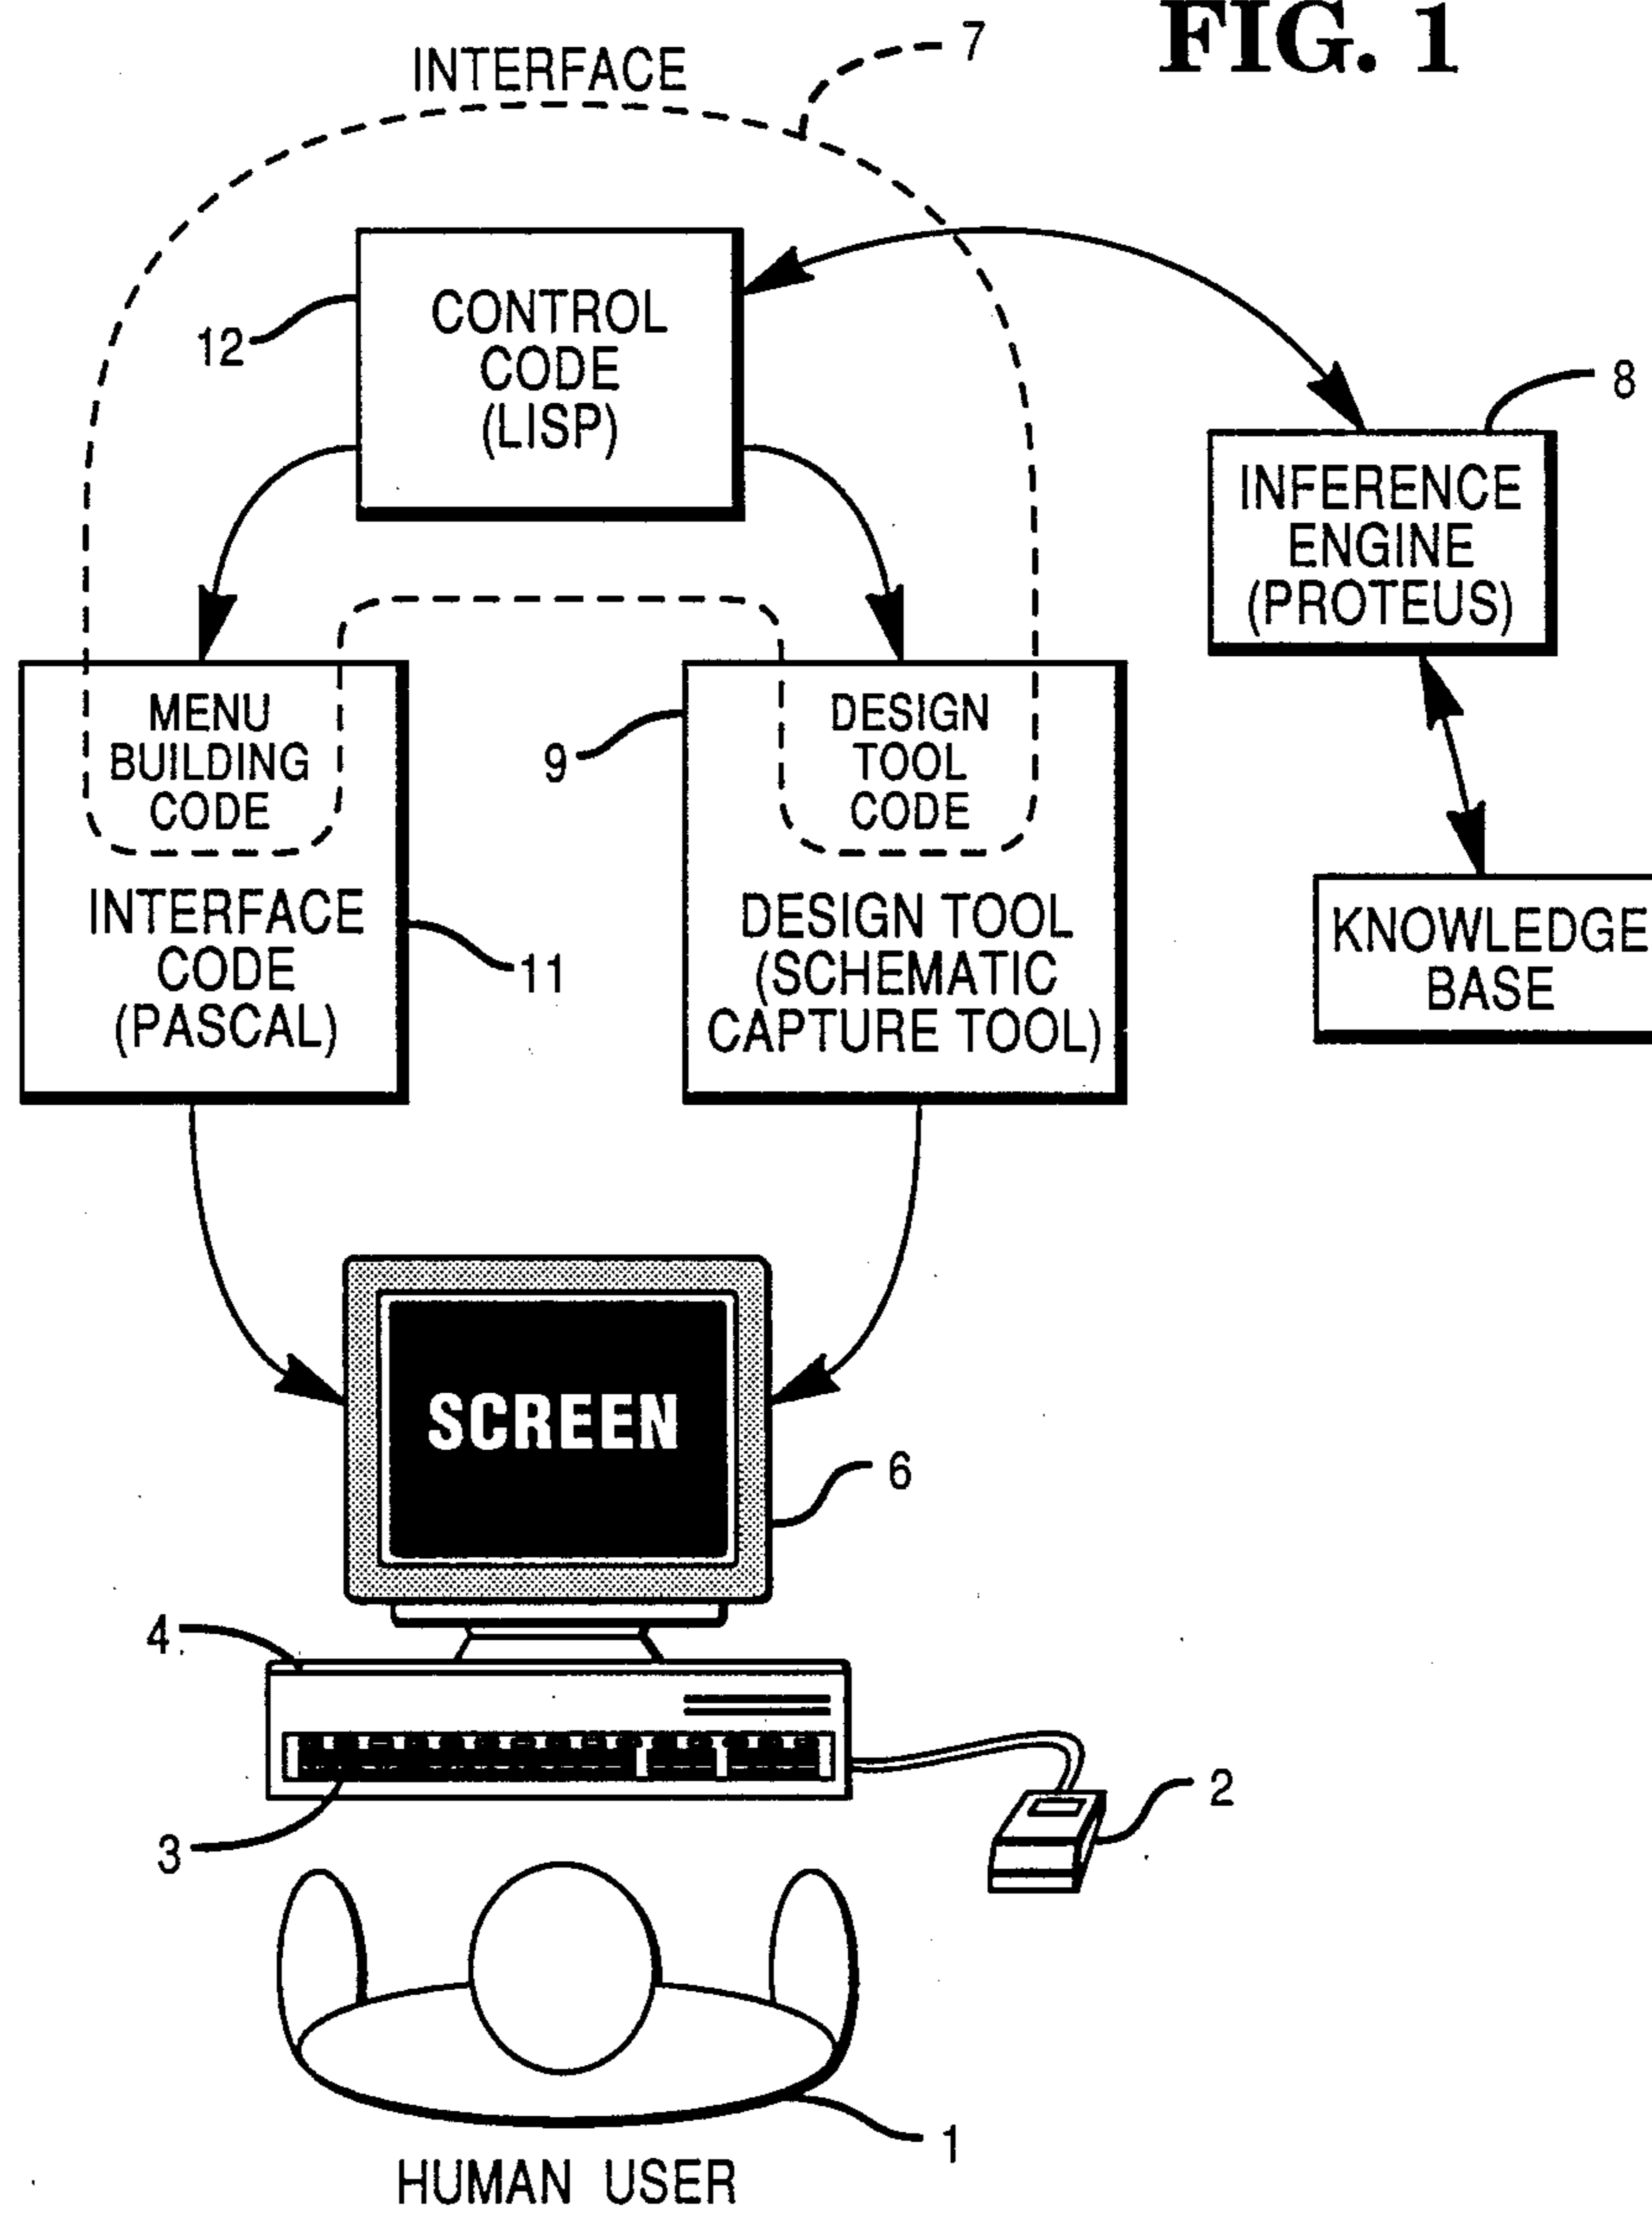 FIG. 1
INTERFACE
7
CONTROL
CODE
(LISP)
12
8
INFERENCE
ENGINE
(PROTEUS)
MENU
BUILDING
CODE
INTERFACE
CODE
(PASCAL)
11
9
DESIGN
TOOL
CODE
DESIGN TOOL
(SCHEMATIC
CAPTURE TOOL)
KNOWLEDGE
BASE
SCREEN
6
4
3
2
1
HUMAN USER